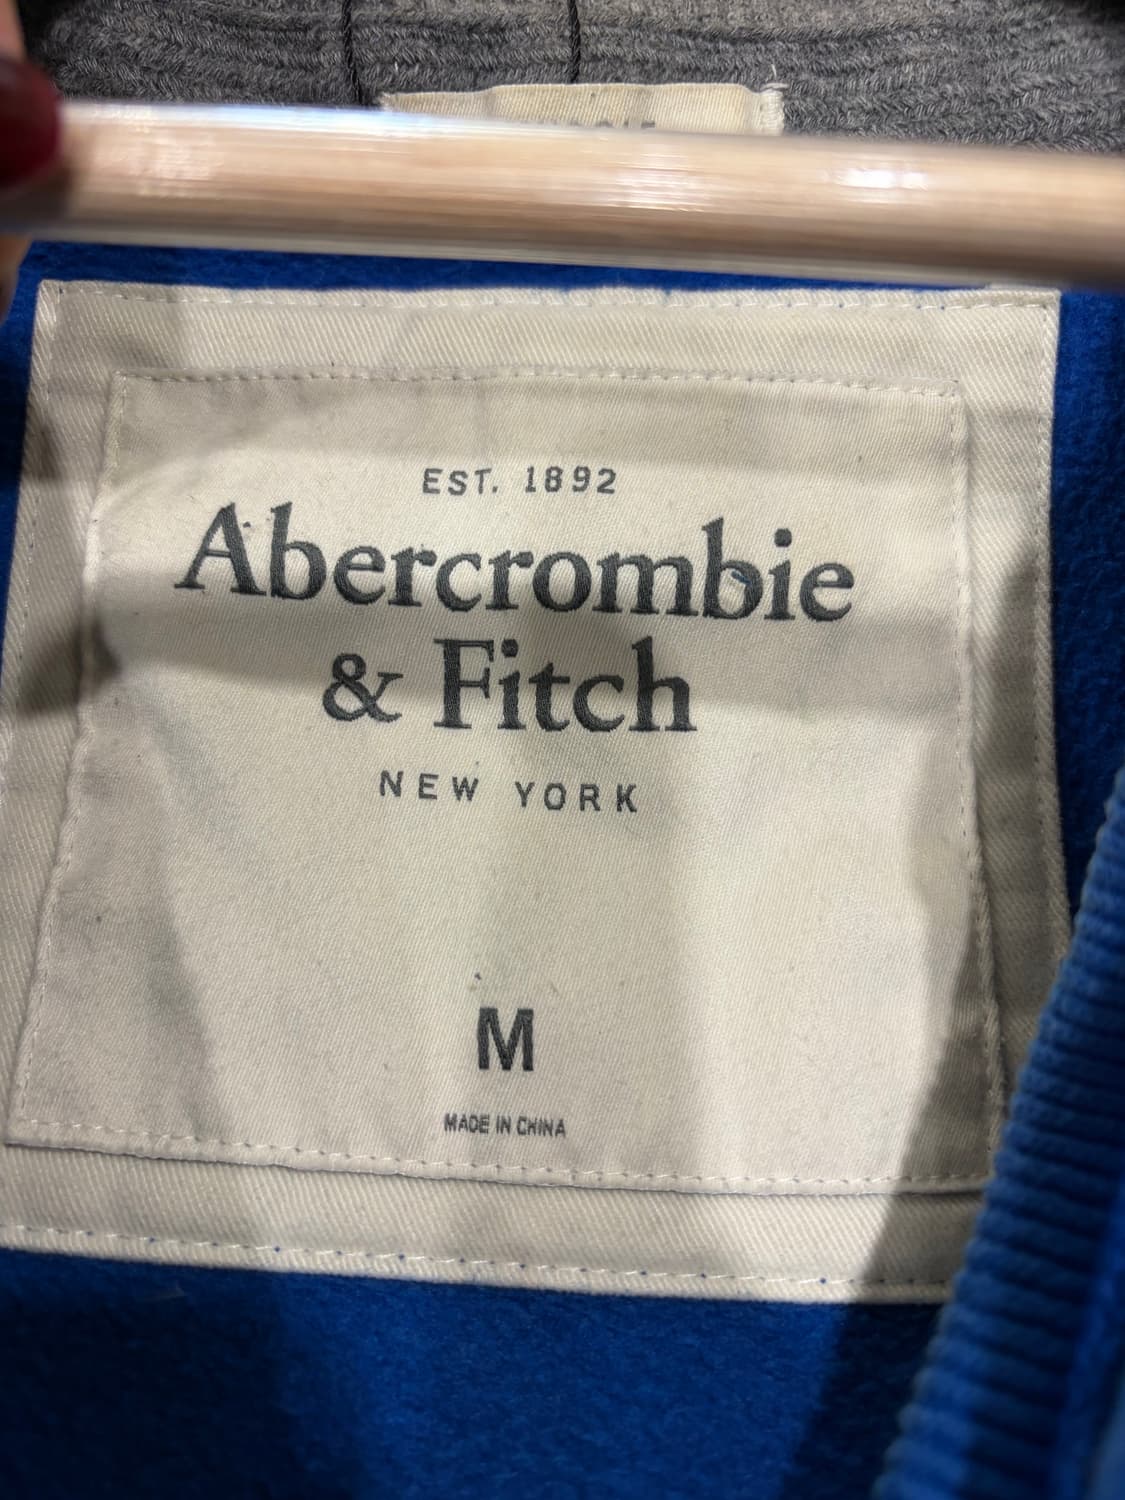 EST. 1892
Abercrombie
& Fitch
NEW YORK
M
MADE IN CHINA